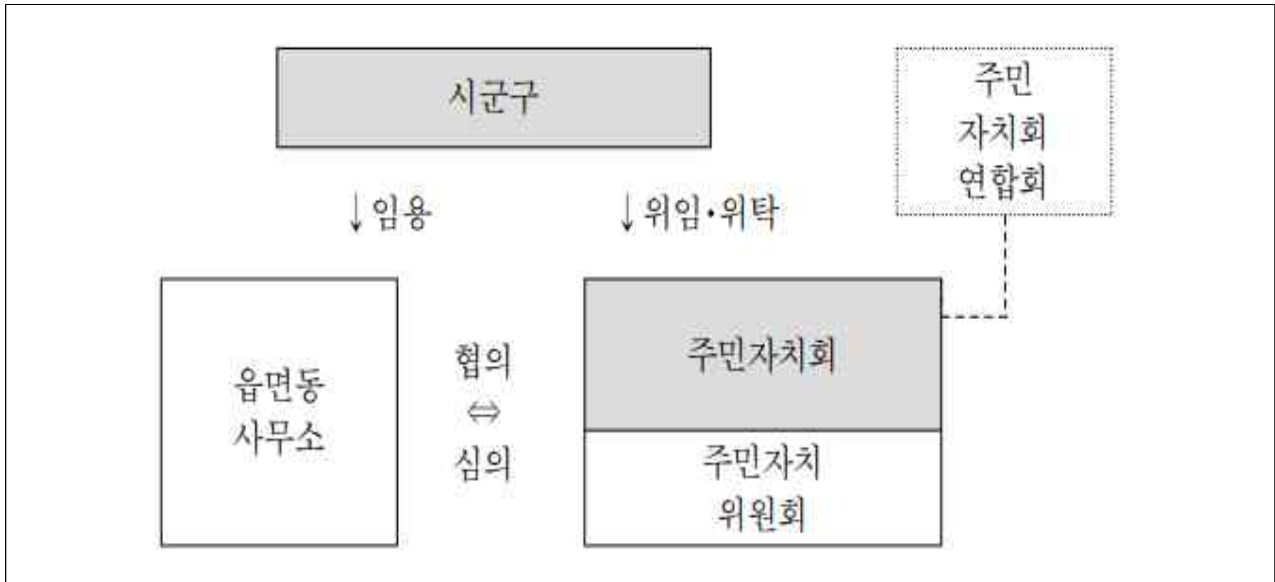 시군구
주민
자치회
연합회
↓임용
↓위임·위탁
읍면동
사무소
협의
⇔
심의
주민자치회
주민자치
위원회